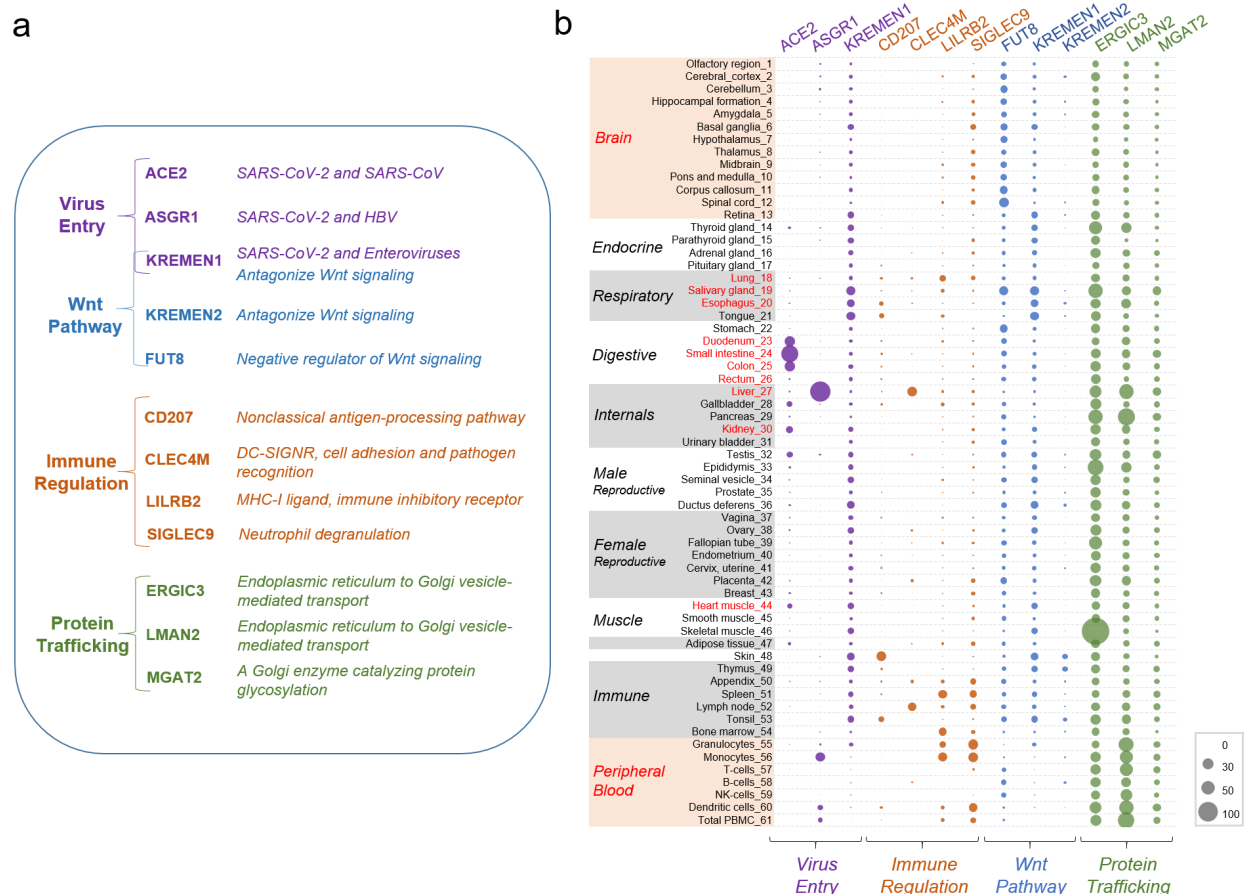 a
Virus
Entry
ACE2
SARS-CoV-2 and SARS-CoV
ASGR1
SARS-CoV-2 and HBV
KREMEN1
SARS-CoV-2 and Enteroviruses
Antagonize Wnt signaling
Wnt
Pathway
KREMEN2
Antagonize Wnt signaling
FUT8
Negative regulator of Wnt signaling
Immune
Regulation
CD207
Nonclassical antigen-processing pathway
CLEC4M
DC-SIGNR, cell adhesion and pathogen
recognition
LILRB2
MHC-I ligand, immune inhibitory receptor
SIGLEC9
Neutrophil degranulation
Protein
Trafficking
ERGIC3
Endoplasmic reticulum to Golgi vesicle-
mediated transport
LMAN2
Endoplasmic reticulum to Golgi vesicle-
mediated transport
MGAT2
A Golgi enzyme catalyzing protein
glycosylation
b
ACE2
ASGR1
KREMEN1
CD207
CLEC4M
LILRB2
SIGLEC9
FUT8
KREMEN1
KREMEN2
ERGIC3
LMAN2
MGAT2
Brain
Olfactory region_1
Cerebral_cortex_2
Cerebellum_3
Hippocampal formation_4
Amygdala_5
Basal ganglia_6
Hypothalamus_7
Thalamus_8
Midbrain_9
Pons and medulla_10
Corpus callosum_11
Spinal cord_12
Retina_13
Endocrine
Thyroid gland_14
Parathyroid gland_15
Adrenal gland_16
Pituitary gland_17
Respiratory
Lung_18
Salivary gland_19
Esophagus_20
Tongue_21
Digestive
Stomach_22
Duodenum_23
Small intestine_24
Colon_25
Rectum_26
Internals
Liver_27
Gallbladder_28
Pancreas_29
Kidney_30
Urinary bladder_31
Male
Reproductive
Testis_32
Epididymis_33
Seminal vesicle_34
Prostate_35
Ductus deferens_36
Female
Reproductive
Vagina_37
Ovary_38
Fallopian tube_39
Endometrium_40
Cervix, uterine_41
Placenta_42
Breast_43
Muscle
Heart muscle_44
Smooth muscle_45
Skeletal muscle_46
Adipose tissue_47
Skin_48
Immune
Thymus_49
Appendix_50
Spleen_51
Lymph node_52
Tonsil_53
Bone marrow_54
Peripheral
Blood
Granulocytes_55
Monocytes_56
T-cells_57
B-cells_58
NK-cells_59
Dendritic cells_60
Total PBMC_61
0
30
50
100
Virus
Entry
Immune
Regulation
Wnt
Pathway
Protein
Trafficking